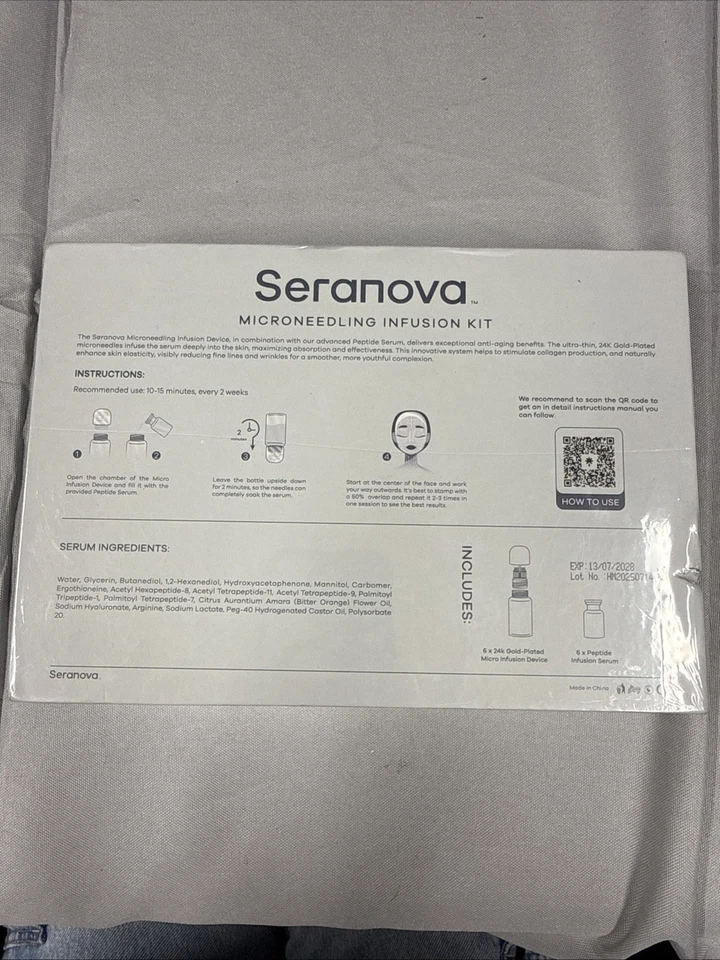 Seranova™
MICRONEEDLING INFUSION KIT
The Seranova Microneedling Infusion Device, in combination with our advanced Peptide Serum, delivers exceptional anti-aging benefits. The ultra-thin, 24K Gold-Plated
microneedles infuse the serum deeply into the skin, maximizing absorption and effectiveness. This innovative system helps to stimulate collagen production, and naturally
enhance skin elasticity, visibly reducing fine lines and wrinkles for a smoother, more youthful complexion.
INSTRUCTIONS:
Recommended use: 10-15 minutes, every 2 weeks
1
2
2
minutes
3
4
Open the chamber of the Micro
Infusion Device and fill it with the
provided Peptide Serum.
Leave the bottle upside down
for 2 minutes, so the needles can
completely soak the serum.
Start at the center of the face and work
your way outwards. It's best to stamp with
a 50% overlap and repeat it 2-3 times in
one session to see the best results.
We recommend to scan the QR code to
get an in detail instructions manual you
can follow.
HOW TO USE
SERUM INGREDIENTS:
Water, Glycerin, Butanediol, 1,2-Hexanediol, Hydroxyacetophenone, Mannitol, Carbomer,
Ergothioneine, Acetyl Hexapeptide-8, Acetyl Tetrapeptide-11, Acetyl Tetrapeptide-9, Palmitoyl
Tripeptide-1, Palmitoyl Tetrapeptide-7, Citrus Aurantium Amara (Bitter Orange) Flower Oil,
Sodium Hyaluronate, Arginine, Sodium Lactate, Peg-40 Hydrogenated Castor Oil, Polysorbate
20.
INCLUDES:
EXP:13/07/2028
Lot No.
6 x 24k Gold-Plated
Micro Infusion Device
6 x Peptide
Infusion Serum
Seranova.
Made in China